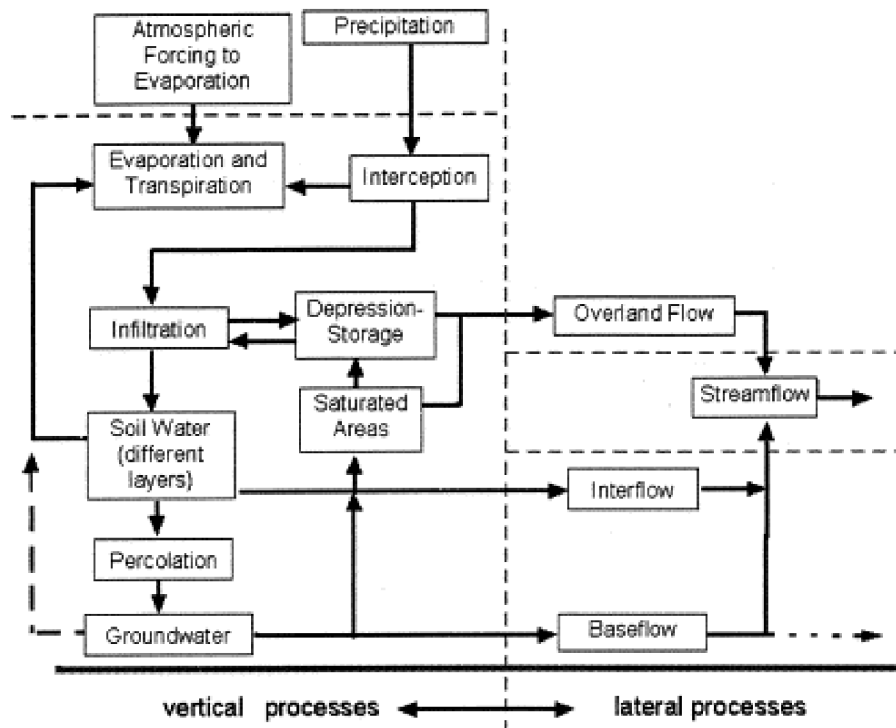 Atmospheric
Forcing to
Evaporation
Precipitation
Evaporation and
Transpiration
Interception
Infiltration
Depression-
Storage
Overland Flow
Saturated
Areas
Streamflow
Soil Water
(different
layers)
Interflow
Percolation
Groundwater
Baseflow
vertical processes
lateral processes